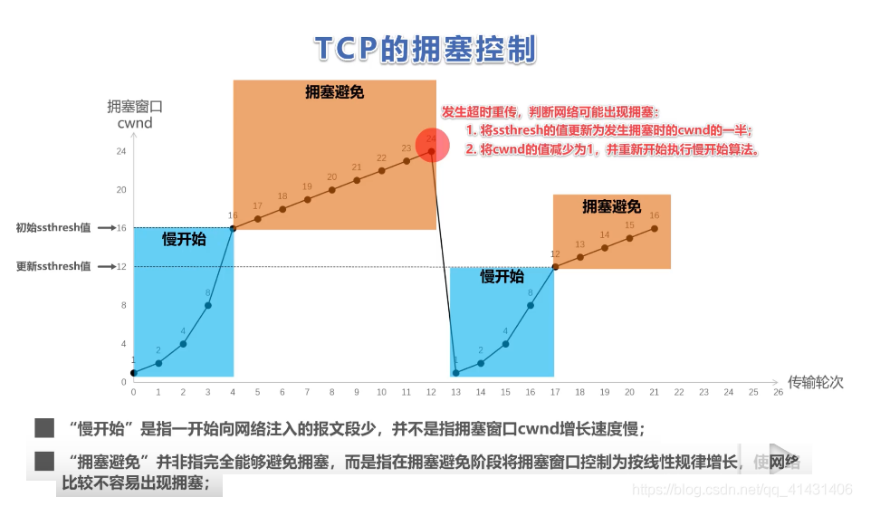 TCP的拥塞控制
拥塞窗口
cwnd
拥塞避免
发生超时重传，判断网络可能出现拥塞：
1. 将ssthresh的值更新为发生拥塞时的cwnd的一半；
2. 将cwnd的值减少为1，并重新开始执行慢开始算法。
24
20
初始ssthresh值
16
更新ssthresh值
12
8
4
0
慢开始
1
2
4
8
16
17
18
19
20
21
22
23
24
慢开始
1
2
4
8
拥塞避免
12
13
14
15
16
0 1 2 3 4 5 6 7 8 9 10 11 12 13 14 15 16 17 18 19 20 21 22 23 24 25 26
传输轮次
“慢开始”是指一开始向网络注入的报文段少，并不是指拥塞窗口cwnd增长速度慢；
“拥塞避免”并非指完全能够避免拥塞，而是指在拥塞避免阶段将拥塞窗口控制为按线性规律增长，使网络
比较不容易出现拥塞；
https://blog.csdn.net/qq_41431406